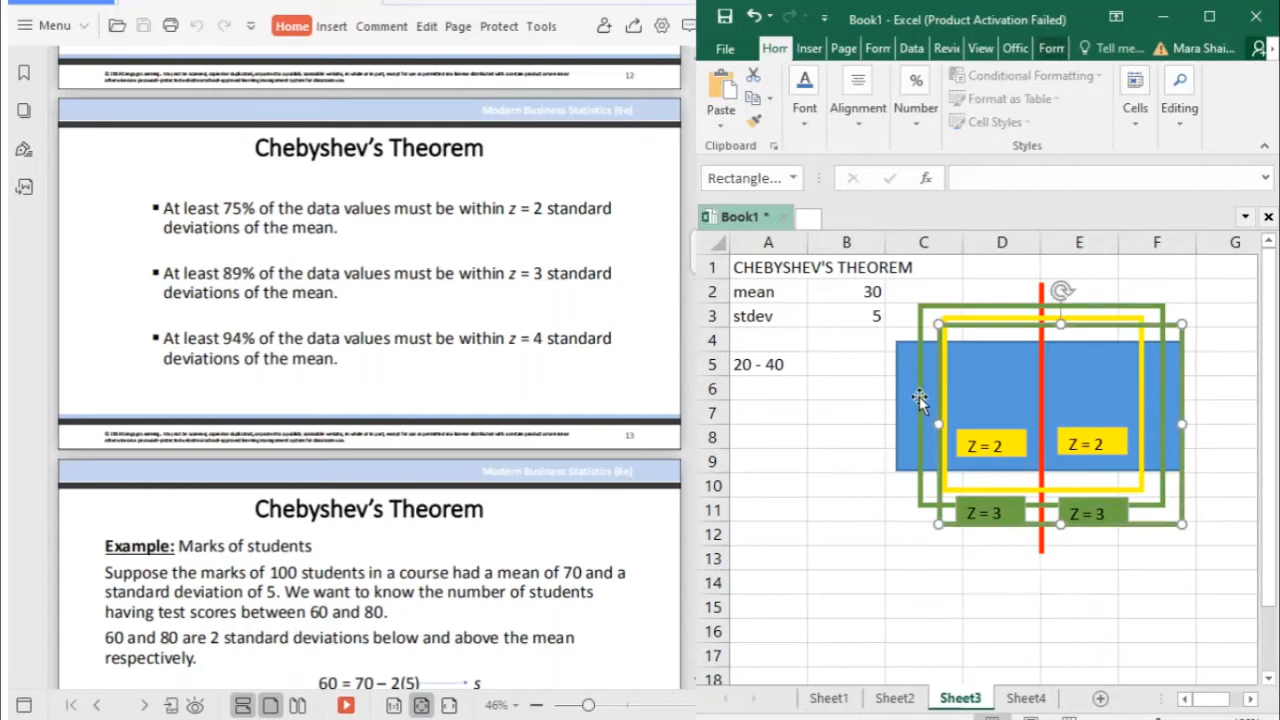 Menu Home Insert Comment Edit Page Protect Tools
12
Modern Business Statistics (6e)
Chebyshev's Theorem
▪ At least 75% of the data values must be within z = 2 standard
deviations of the mean.
▪ At least 89% of the data values must be within z = 3 standard
deviations of the mean.
▪ At least 94% of the data values must be within z = 4 standard
deviations of the mean.
13
Modern Business Statistics (6e)
Chebyshev's Theorem
Example: Marks of students
Suppose the marks of 100 students in a course had a mean of 70 and a
standard deviation of 5. We want to know the number of students
having test scores between 60 and 80.
60 and 80 are 2 standard deviations below and above the mean
respectively.
60 = 70 – 2(5) s
46%
Book1 - Excel (Product Activation Failed)
File Hom Inser Page Form Data Revie View Offic Form Tell me... Mara Shai...
Paste Font Alignment Number Conditional Formatting Format as Table Cell Styles Cells Editing
Clipboard Styles
Rectangle... fx
Book1 *
A B C D E F G
1 CHEBYSHEV'S THEOREM
2 mean 30
3 stdev 5
4
5 20 - 40
6
7
8 Z = 2 Z = 2
9
10
11 Z = 3 Z = 3
12
13
14
15
16
17
18
Sheet1 Sheet2 Sheet3 Sheet4